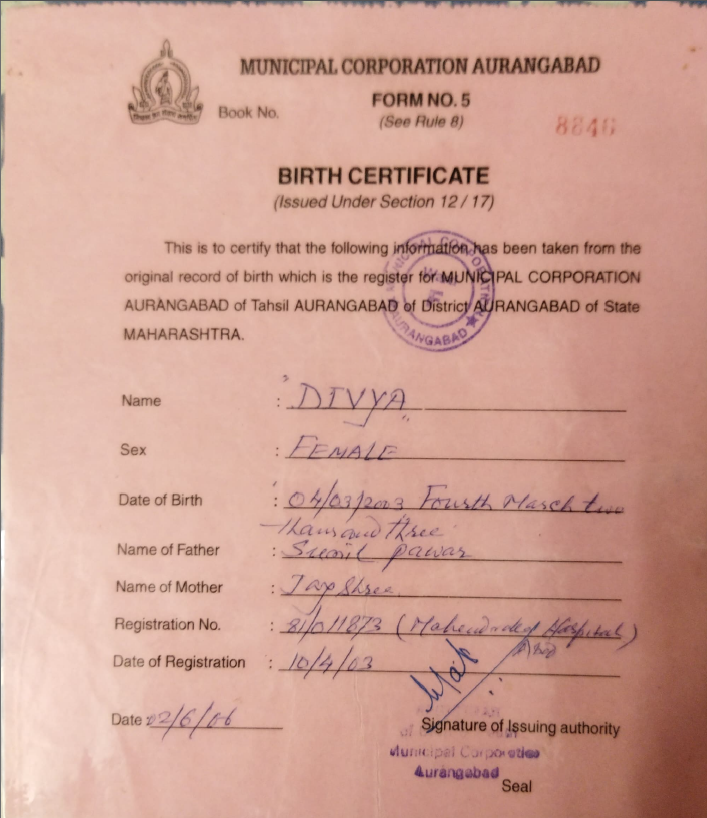 MUNICIPAL CORPORATION AURANGABAD
FORM NO. 5
Book No.
(See Rule 8)
8846
BIRTH CERTIFICATE
(Issued Under Section 12 / 17)
This is to certify that the following information has been taken from the
original record of birth which is the register for MUNICIPAL CORPORATION
AURANGABAD of Tahsil AURANGABAD of District AURANGABAD of State
MAHARASHTRA.
MUNICIPAL CORPORATION
AURANGABAD
Name : DIVYA
Sex : FEMALE
Date of Birth : 04/03/2003 Fourth March two
thousand three
Name of Father : Sunil Pawar
Name of Mother : Jayshree
Registration No. : 81/011873 ( Hospital )
Date of Registration : 10/4/03
Date : 02/6/06
Signature of Issuing authority
Municipal Corporation
Aurangabad
Seal